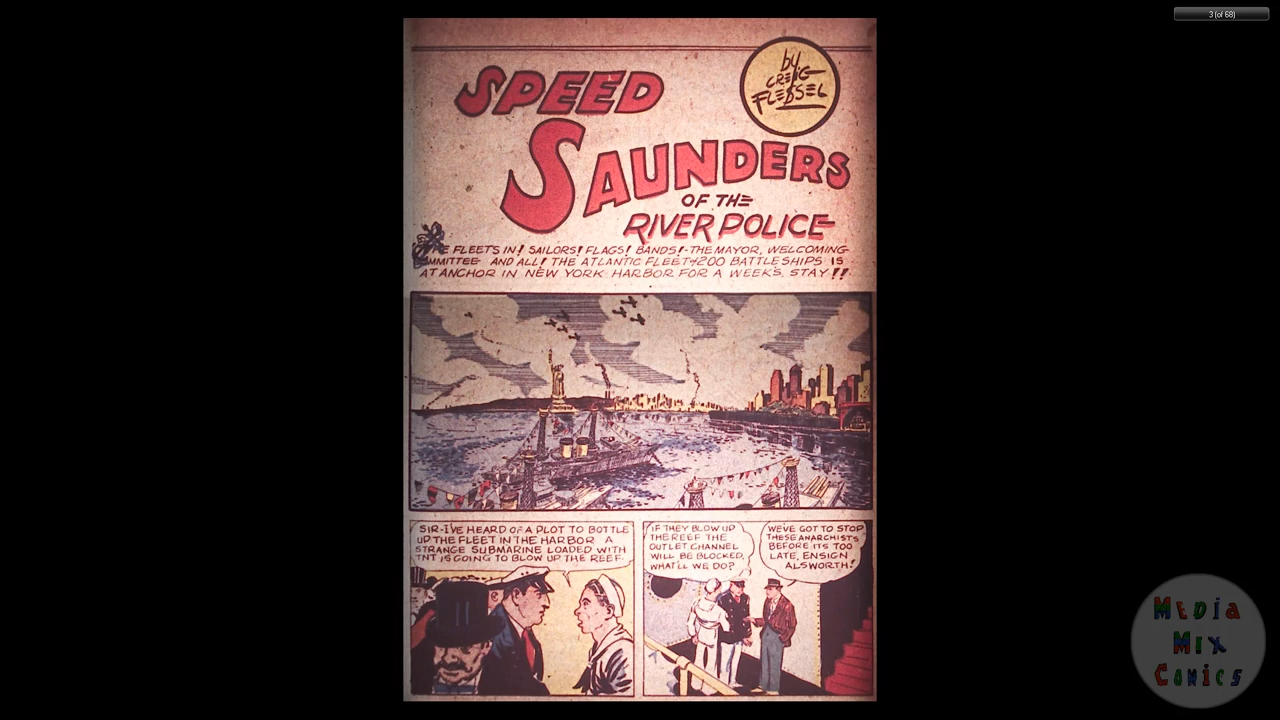 3 (of 68)
by
CREIG
FLESSEL
SPEED
SAUNDERS
OF THE
RIVER POLICE
FLEET'S IN! SAILORS! FLAGS! BANDS!-THE MAYOR, WELCOMING
COMMITTEE AND ALL! THE ATLANTIC FLEET OF 200 BATTLESHIPS IS
AT ANCHOR IN NEW YORK HARBOR FOR A WEEK'S STAY!!
SIR-I'VE HEARD OF A PLOT TO BOTTLE
UP THE FLEET IN THE HARBOR A
STRANGE SUBMARINE LOADED WITH
TNT IS GOING TO BLOW UP THE REEF.
IF THEY BLOW UP
THE REEF THE
OUTLET CHANNEL
WILL BE BLOCKED.
WHAT'LL WE DO?
WE'VE GOT TO STOP
THESE ANARCHISTS
BEFORE ITS TOO
LATE, ENSIGN
ALSWORTH!
MEDiA
MiX
COMiCS